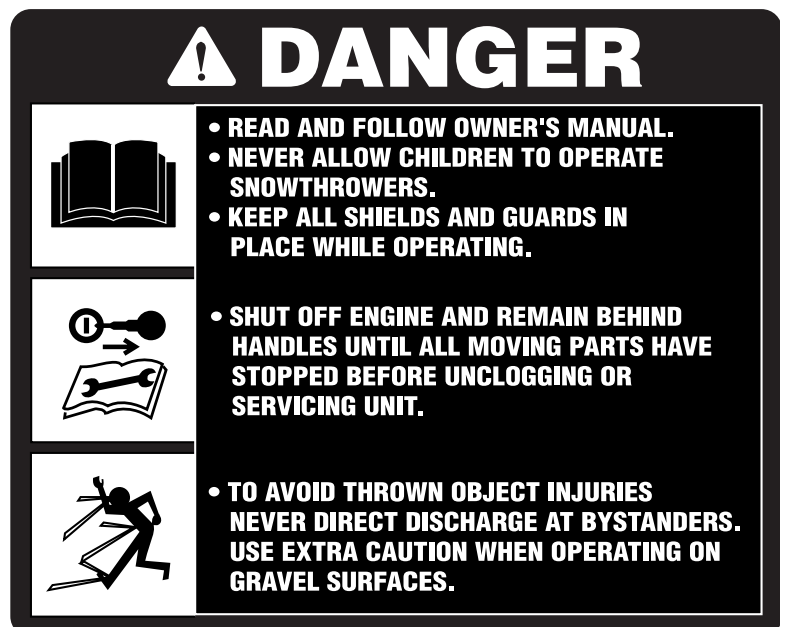 DANGER
• READ AND FOLLOW OWNER'S MANUAL.
• NEVER ALLOW CHILDREN TO OPERATE
SNOWTHROWERS.
• KEEP ALL SHIELDS AND GUARDS IN
PLACE WHILE OPERATING.
• SHUT OFF ENGINE AND REMAIN BEHIND
HANDLES UNTIL ALL MOVING PARTS HAVE
STOPPED BEFORE UNCLOGGING OR
SERVICING UNIT.
• TO AVOID THROWN OBJECT INJURIES
NEVER DIRECT DISCHARGE AT BYSTANDERS.
USE EXTRA CAUTION WHEN OPERATING ON
GRAVEL SURFACES.